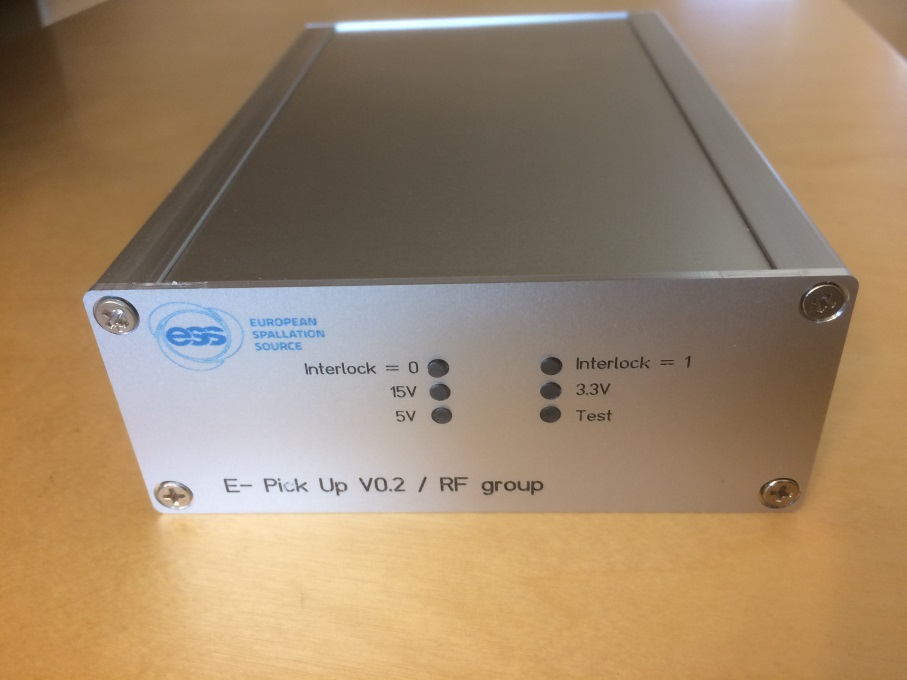 ess
EUROPEAN
SPALLATION
SOURCE
Interlock = 0
Interlock = 1
15V
3.3V
5V
Test
E- Pick Up V0.2 / RF group